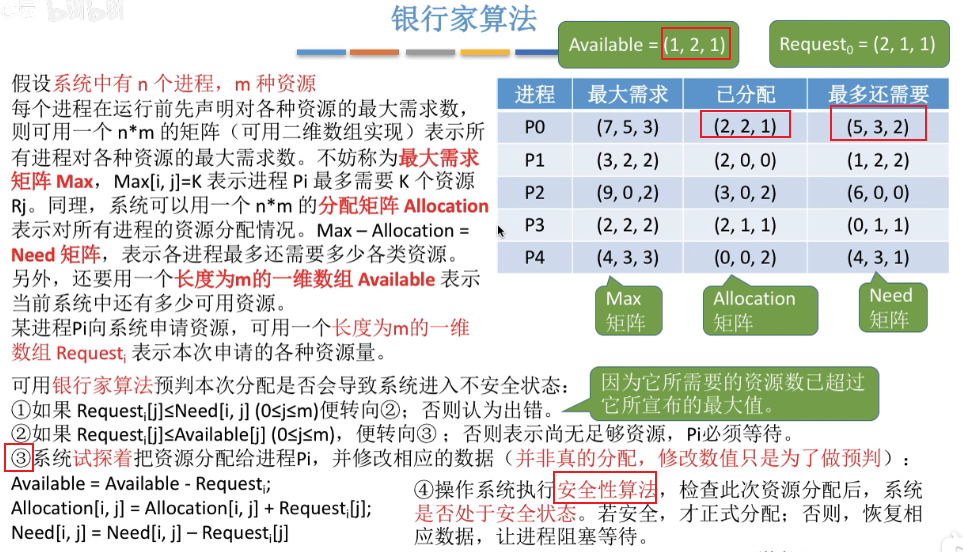 bilibili
银行家算法
Available = (1, 2, 1)
Request0 = (2, 1, 1)
假设系统中有 n 个进程，m 种资源
每个进程在运行前先声明对各种资源的最大需求数，
则可用一个 n*m 的矩阵（可用二维数组实现）表示所
有进程对各种资源的最大需求数。不妨称为最大需求
矩阵 Max，Max[i, j]=K 表示进程 Pi 最多需要 K 个资源
Rj。同理，系统可以用一个 n*m 的分配矩阵 Allocation
表示对所有进程的资源分配情况。Max – Allocation =
Need 矩阵，表示各进程最多还需要多少各类资源。
另外，还要用一个长度为m的一维数组 Available 表示
当前系统中还有多少可用资源。
某进程Pi向系统申请资源，可用一个长度为m的一维
数组 Requesti 表示本次申请的各种资源量。
进程 最大需求 已分配 最多还需要
P0 (7, 5, 3) (2, 2, 1) (5, 3, 2)
P1 (3, 2, 2) (2, 0, 0) (1, 2, 2)
P2 (9, 0 ,2) (3, 0, 2) (6, 0, 0)
P3 (2, 2, 2) (2, 1, 1) (0, 1, 1)
P4 (4, 3, 3) (0, 0, 2) (4, 3, 1)
Max
矩阵
Allocation
矩阵
Need
矩阵
可用银行家算法预判本次分配是否会导致系统进入不安全状态：
①如果 Requesti[j]≤Need[i, j] (0≤j≤m)便转向②；否则认为出错。
因为它所需要的资源数已超过
它所宣布的最大值。
②如果 Requesti[j]≤Available[j] (0≤j≤m)，便转向③；否则表示尚无足够资源，Pi必须等待。
③系统试探着把资源分配给进程Pi，并修改相应的数据（并非真的分配，修改数值只是为了做预判）：
Available = Available - Requesti;
Allocation[i, j] = Allocation[i, j] + Requesti[j];
Need[i, j] = Need[i, j] – Requesti[j]
④操作系统执行安全性算法，检查此次资源分配后，系统
是否处于安全状态。若安全，才正式分配；否则，恢复相
应数据，让进程阻塞等待。